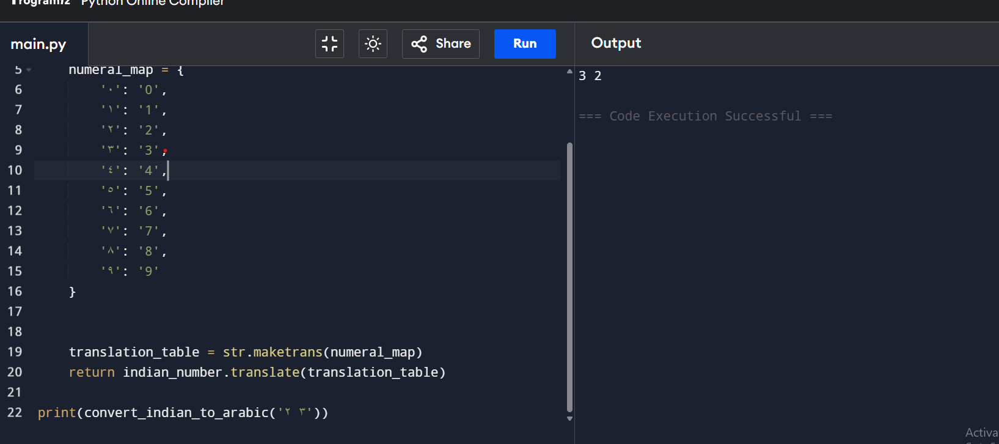 Programiz Python Online Compiler
main.py
Share
Run
Output
5 numeral_map = {
6 '٠': '0',
7 '١': '1',
8 '٢': '2',
9 '٣': '3',
10 '٤': '4',
11 '٥': '5',
12 '٦': '6',
13 '٧': '7',
14 '٨': '8',
15 '٩': '9'
16 }
17
18
19 translation_table = str.maketrans(numeral_map)
20 return indian_number.translate(translation_table)
21
22 print(convert_indian_to_arabic('٣ ٢'))
3 2
=== Code Execution Successful ===
Activa